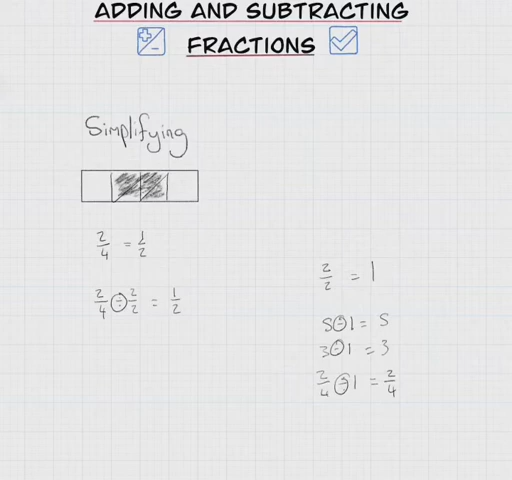 ADDING AND SUBTRACTING
FRACTIONS
Simplifying
2/4 = 1/2
2/4 ÷ 2/2 = 1/2
2/2 = 1
5 ÷ 1 = 5
3 ÷ 1 = 3
2/4 ÷ 1 = 2/4